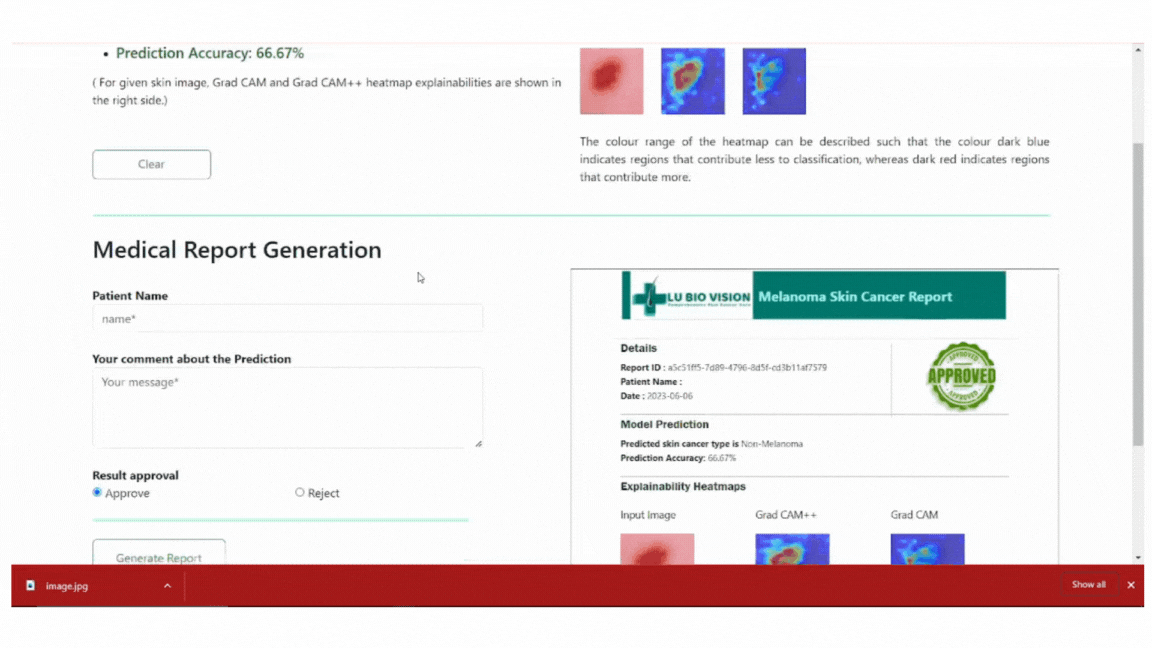 Prediction Accuracy: 66.67%
( For given skin image, Grad CAM and Grad CAM++ heatmap explainabilities are shown in
the right side.)
Clear
The colour range of the heatmap can be described such that the colour dark blue
indicates regions that contribute less to classification, whereas dark red indicates regions
that contribute more.
Medical Report Generation
Patient Name
name*
Your comment about the Prediction
Your message*
Result approval
Approve
Reject
Generate Report
LU BIO VISION
Melanoma Skin Cancer Report
Details
Report ID : a5c51ff5-7d89-4796-8d5f-cd3b11af7579
Patient Name :
Date : 2023-06-06
APPROVED
APPROVED
APPROVED
Model Prediction
Predicted skin cancer type is Non-Melanoma
Prediction Accuracy: 66.67%
Explainability Heatmaps
Input Image
Grad CAM++
Grad CAM
image.jpg
Show all